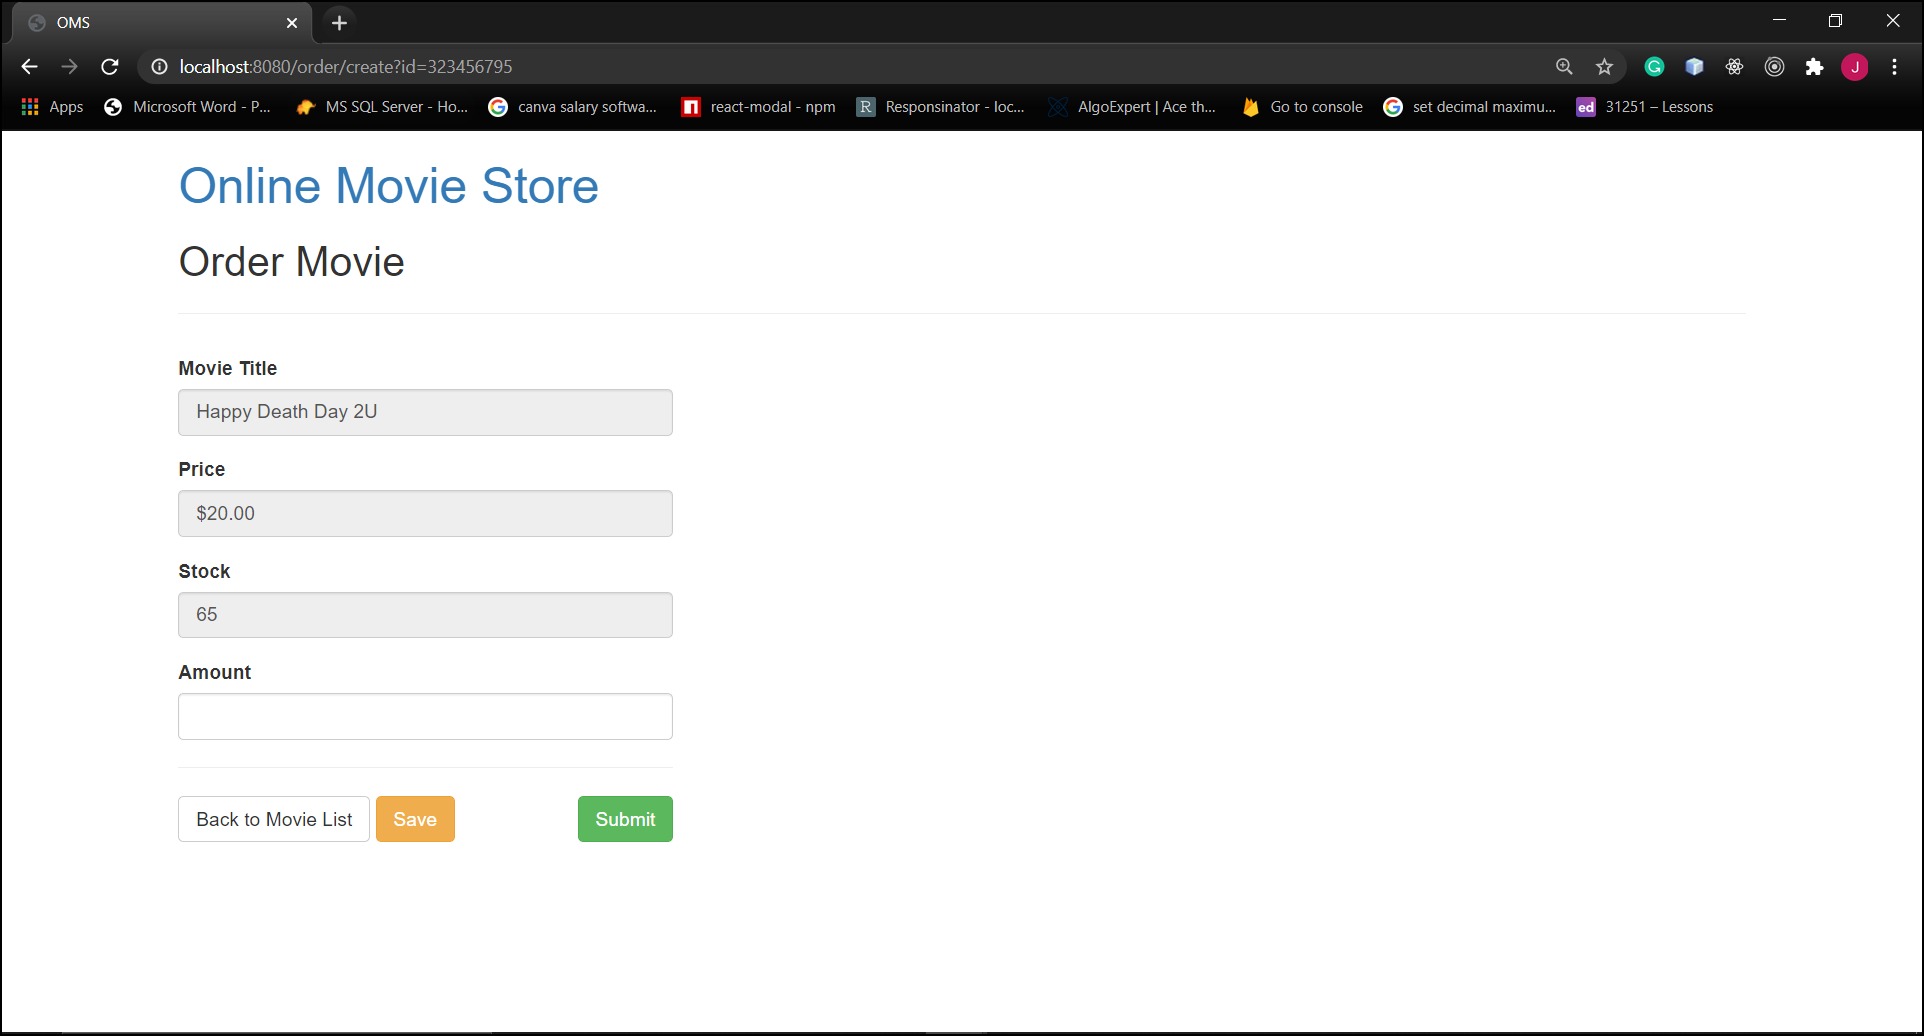 OMS
localhost:8080/order/create?id=323456795
J
Apps Microsoft Word - P... MS SQL Server - Ho... canva salary softwa... react-modal - npm R Responsinator - loc... AlgoExpert | Ace th... Go to console set decimal maximu... ed 31251 – Lessons
Online Movie Store
Order Movie
Movie Title
Happy Death Day 2U
Price
$20.00
Stock
65
Amount
Back to Movie List Save Submit